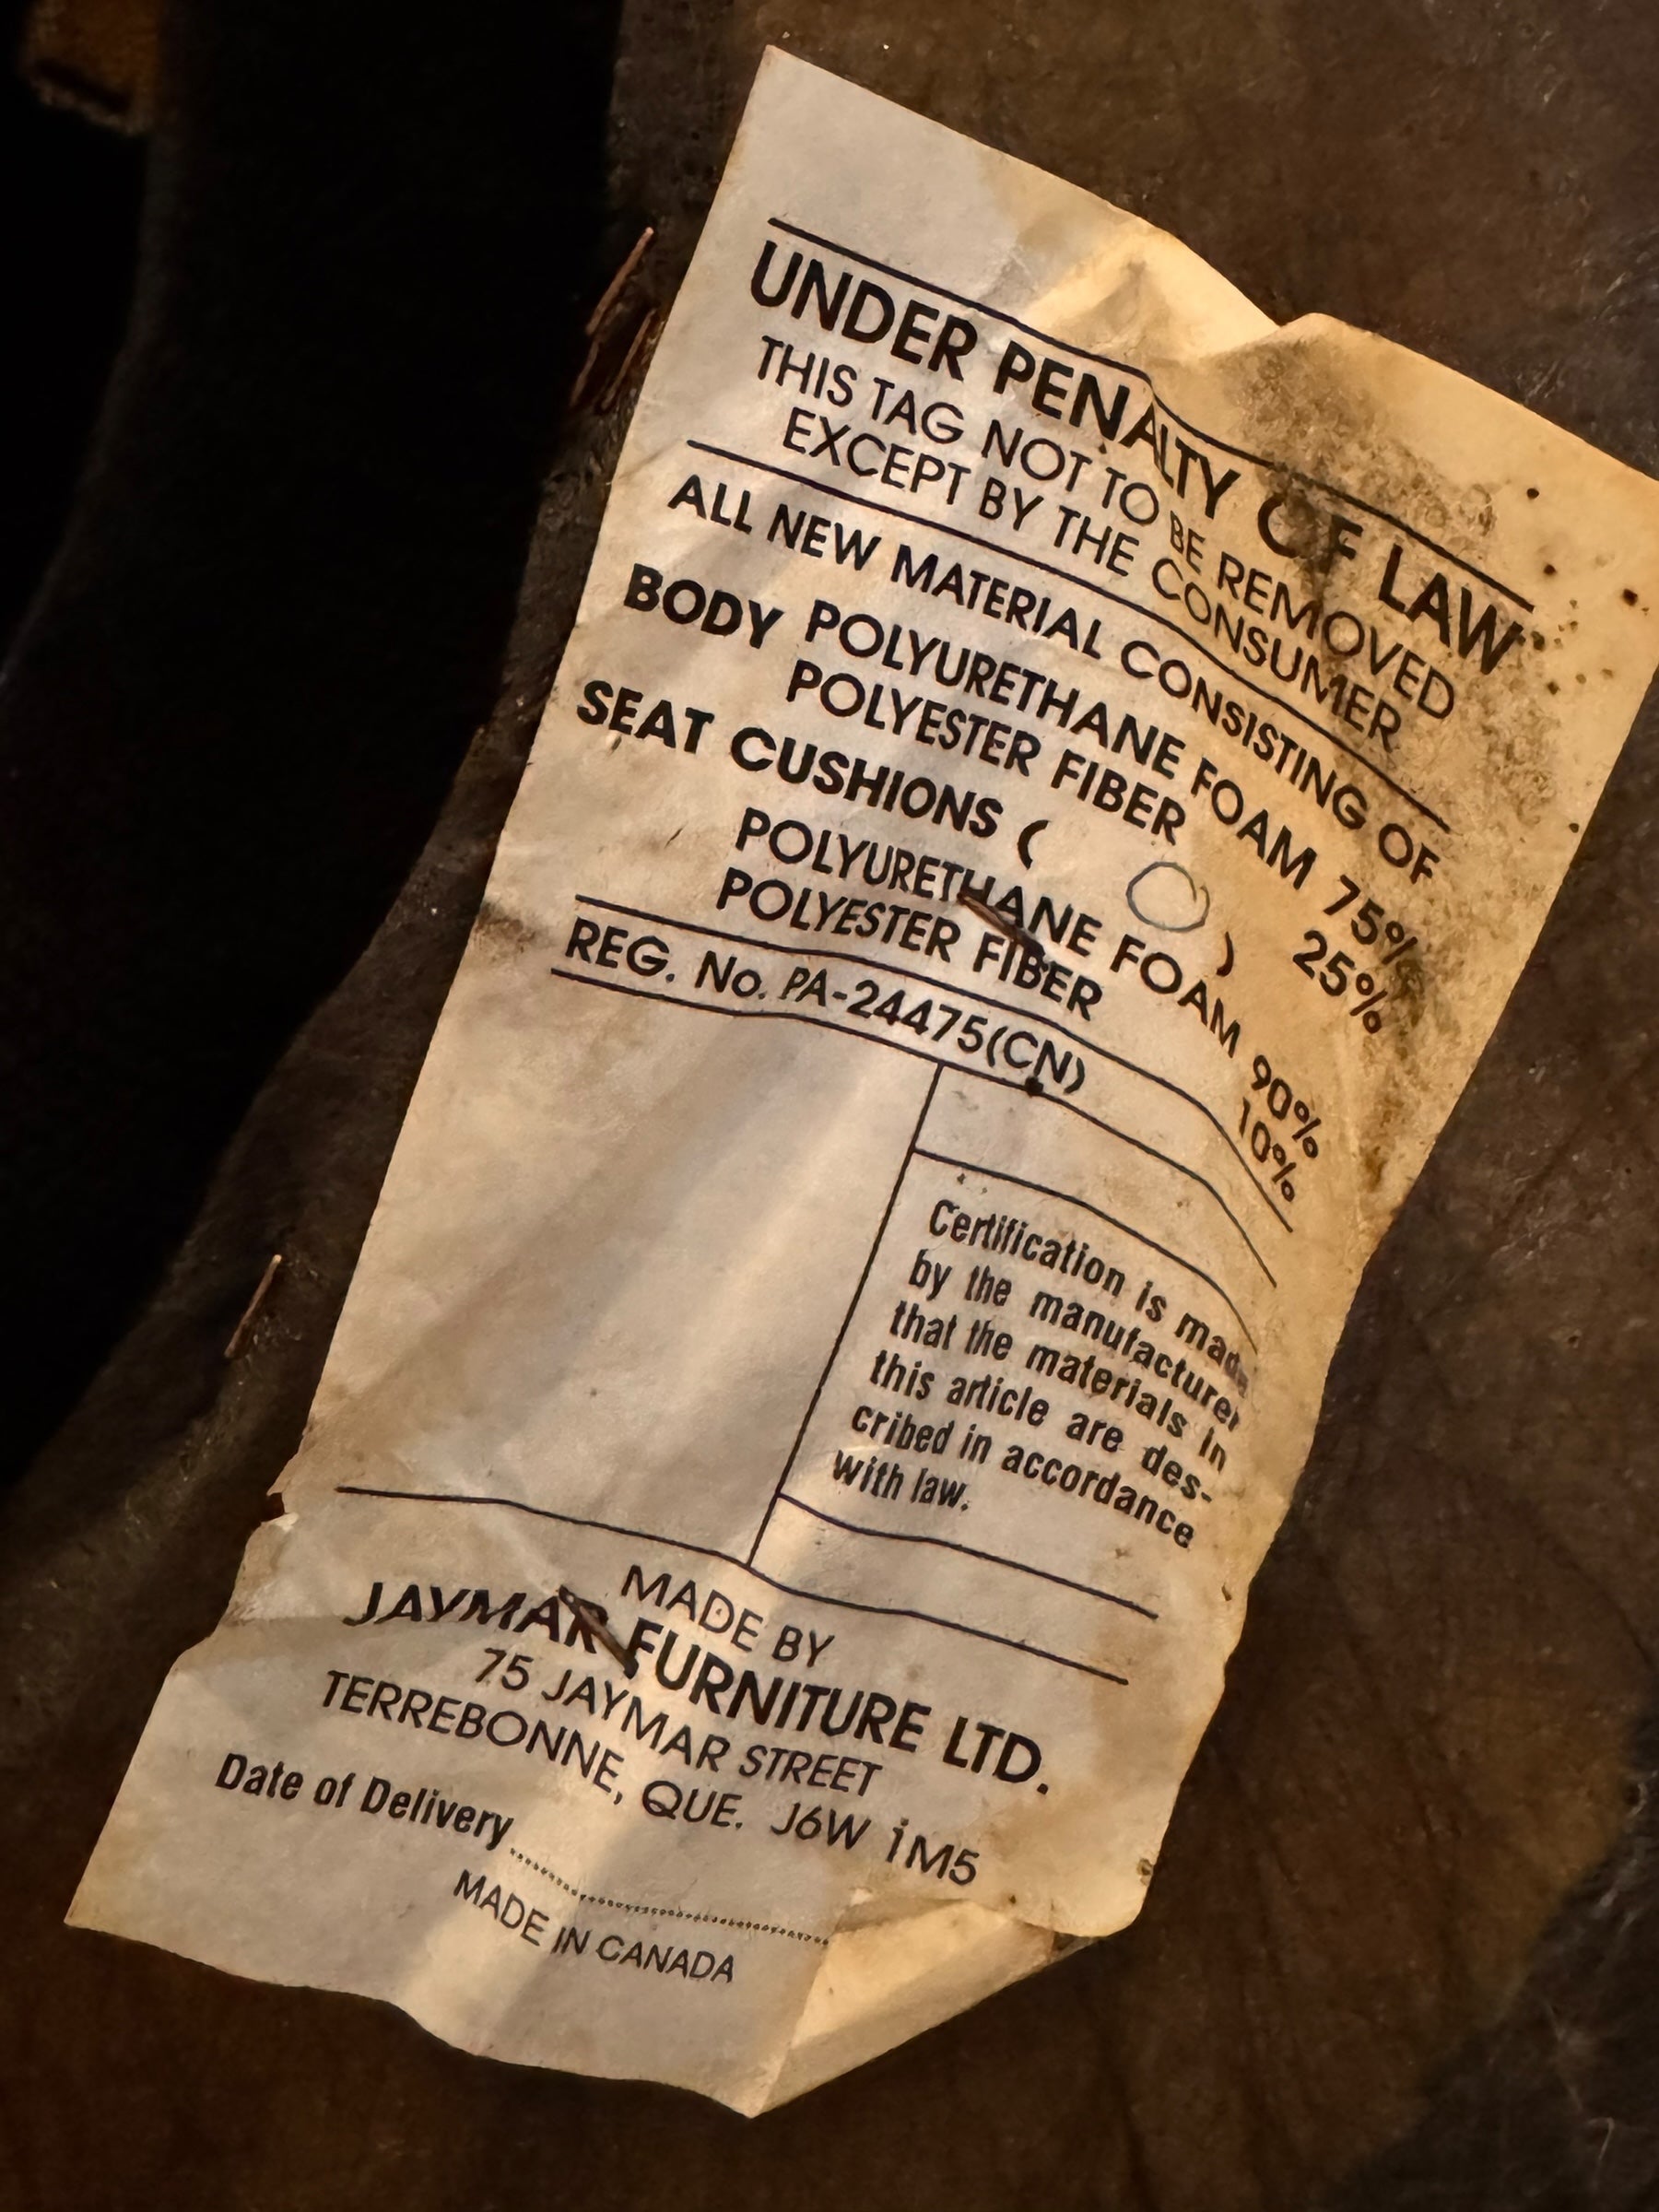 UNDER PENALTY OF LAW
THIS TAG NOT TO BE REMOVED
EXCEPT BY THE CONSUMER
ALL NEW MATERIAL CONSISTING OF
BODY POLYURETHANE FOAM 75%
POLYESTER FIBER 25%
SEAT CUSHIONS ( )
POLYURETHANE FOAM 90%
POLYESTER FIBER 10%
REG. No. PA-24475(CN)
Certification is made
by the manufacturer
that the materials in
this article are des-
cribed in accordance
with law.
MADE BY
JAYMAR FURNITURE LTD.
75 JAYMAR STREET
TERREBONNE, QUE. J6W 1M5
Date of Delivery
MADE IN CANADA